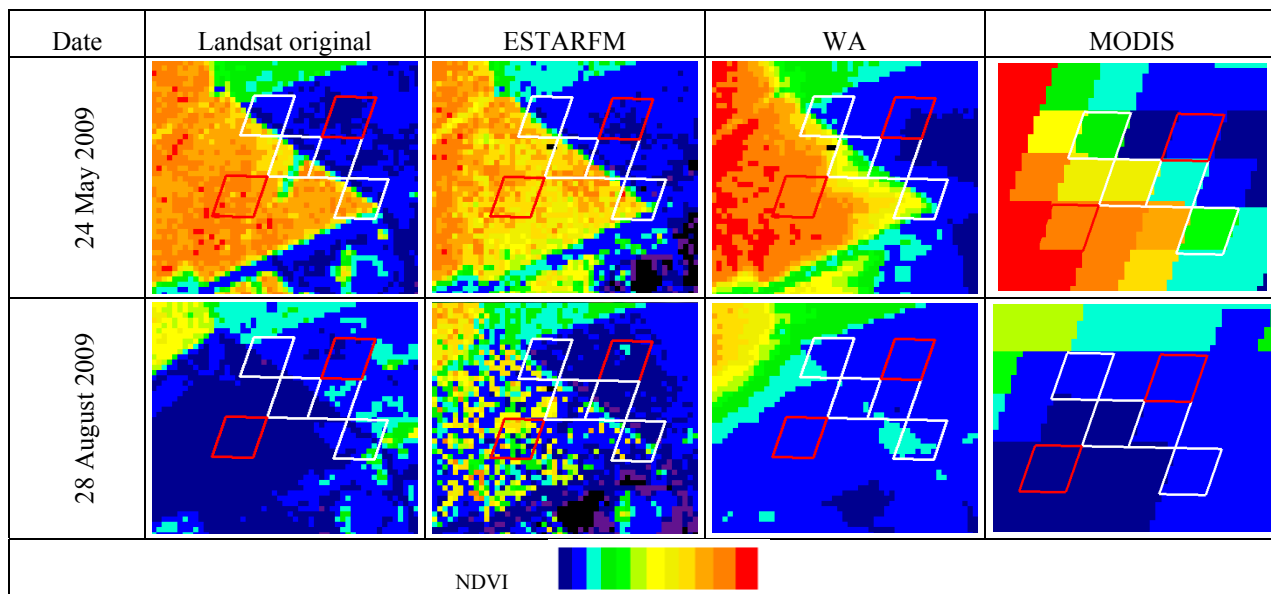 Date Landsat original ESTARFM WA MODIS
24 May 2009
28 August 2009
NDVI